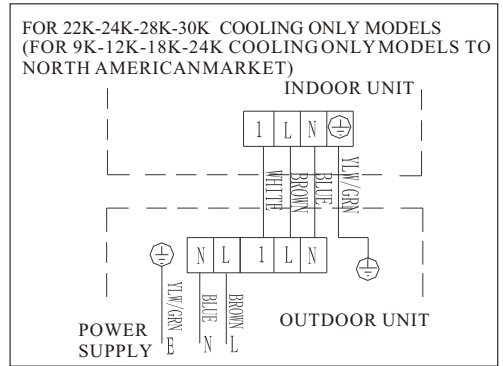 FOR 22K-24K-28K-30K COOLING ONLY MODELS
(FOR 9K-12K-18K-24K COOLING ONLY MODELS TO
NORTH AMERICANMARKET)
INDOOR UNIT
1 L N
WHITE
BROWN
BLUE
YLW/GRN
N L 1 L N
YLW/GRN
BLUE
BROWN
OUTDOOR UNIT
POWER
SUPPLY E N L